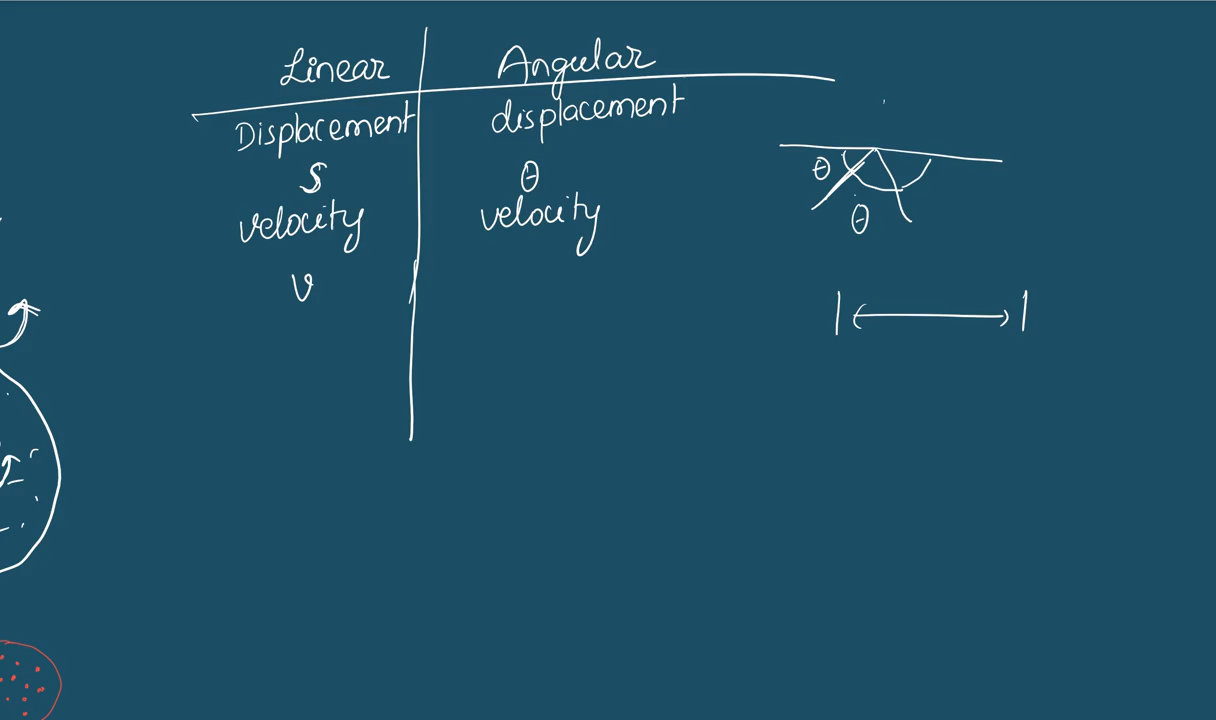 Linear Angular
Displacement displacement
S θ
velocity velocity
v
θ
θ